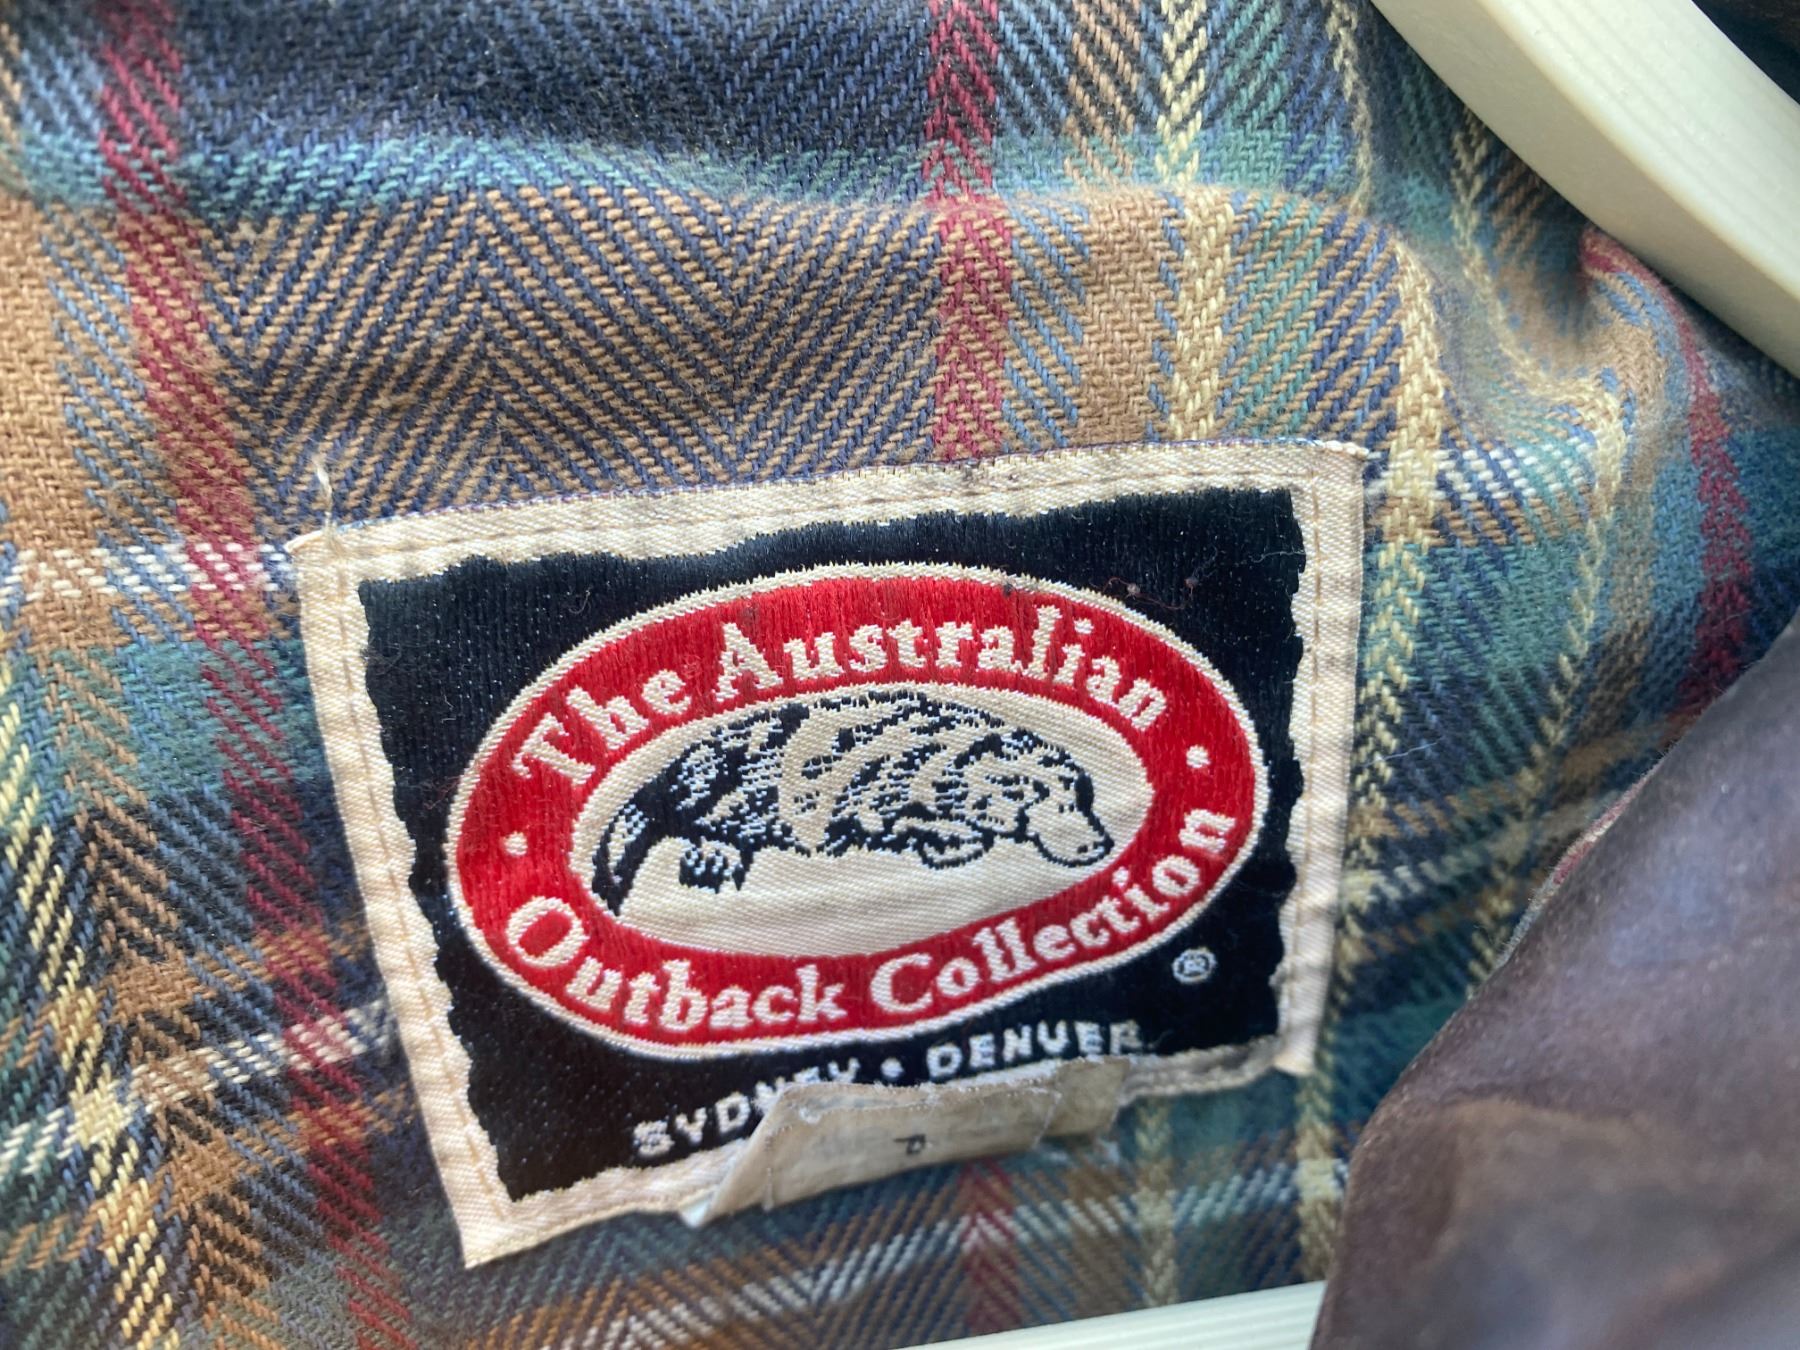 The Australian
Outback Collection
®
SYDNEY • DENVER